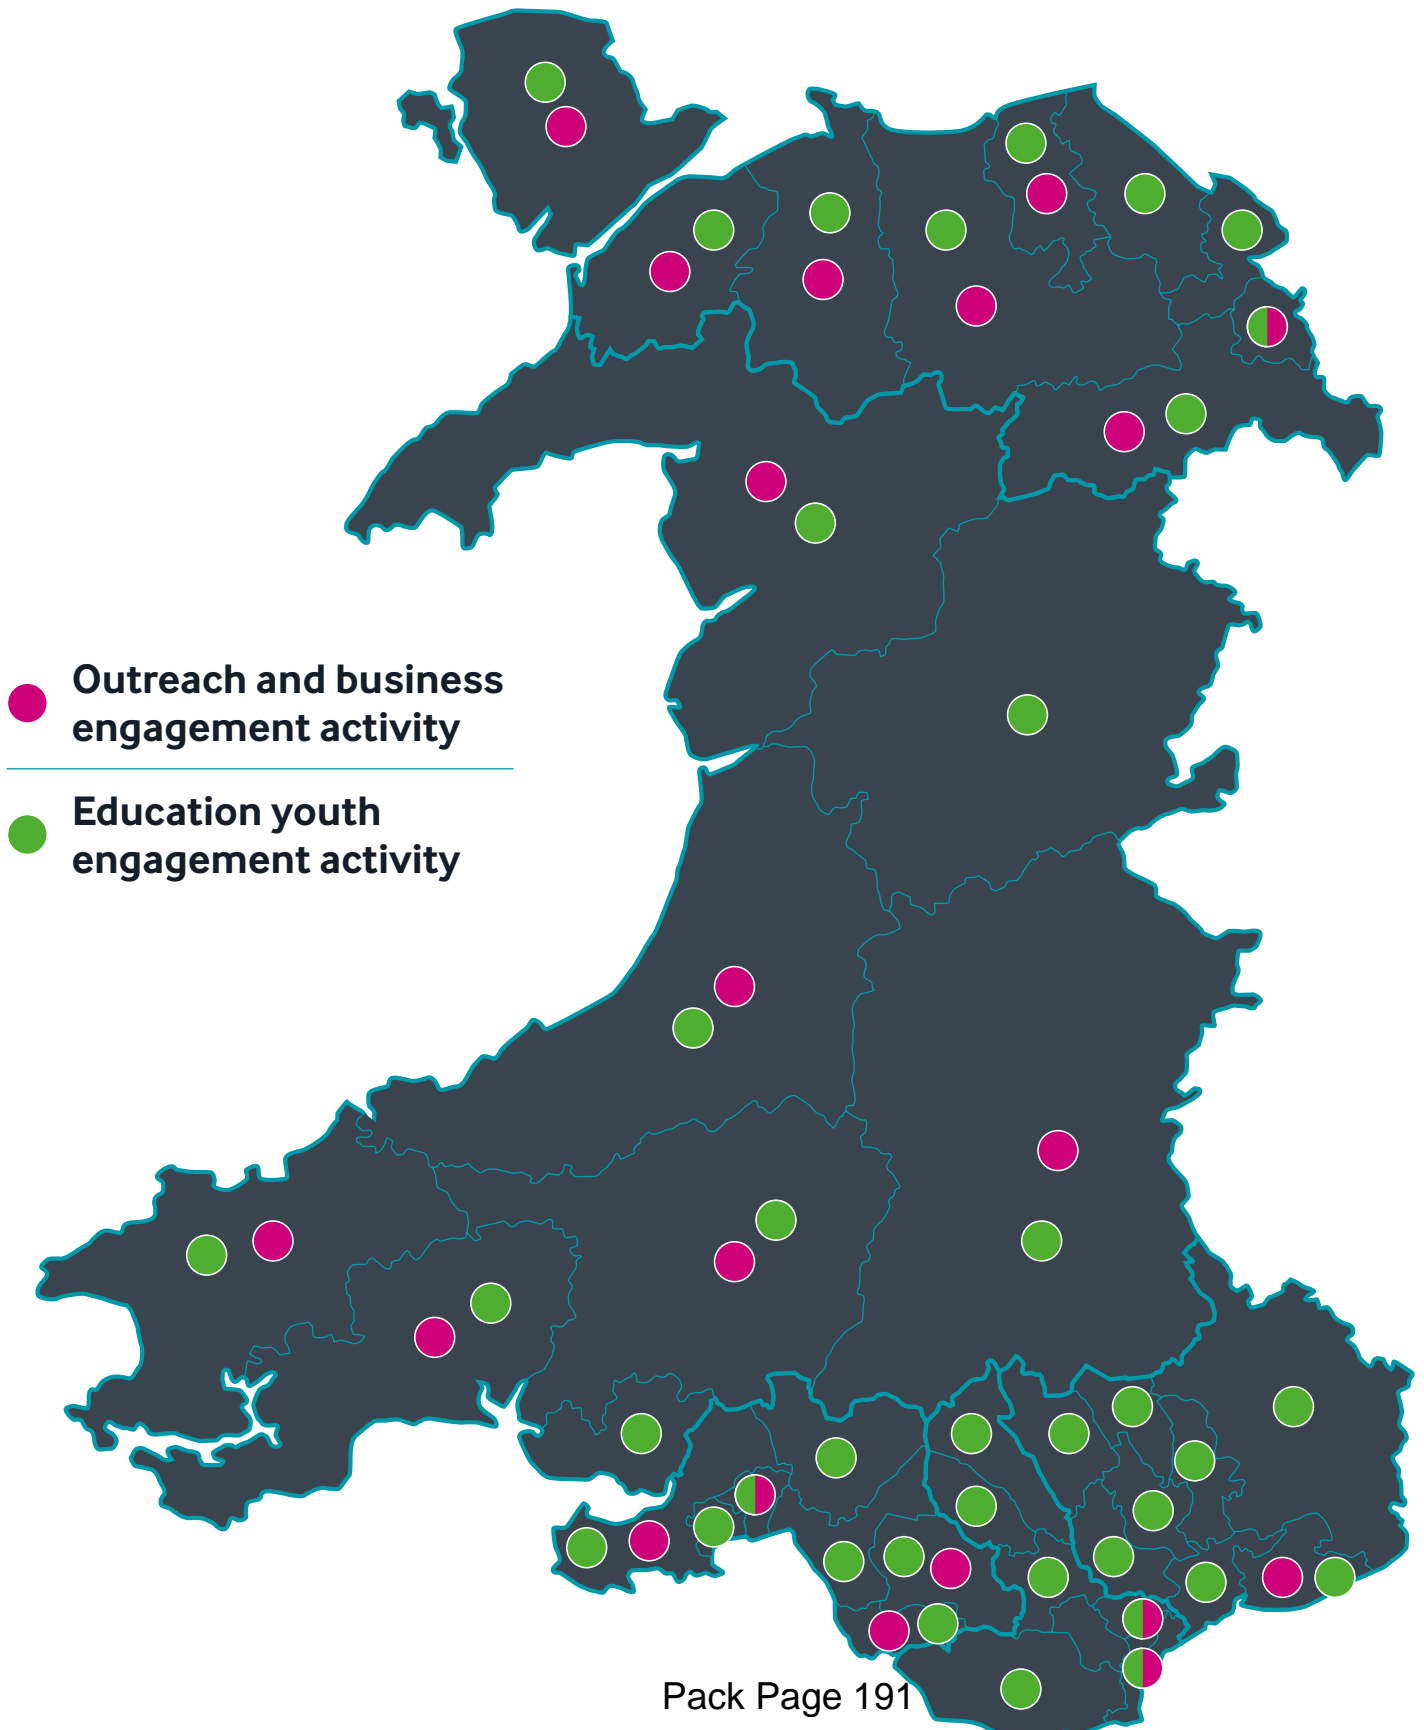 Outreach and business
engagement activity
Education youth
engagement activity
Pack Page 191